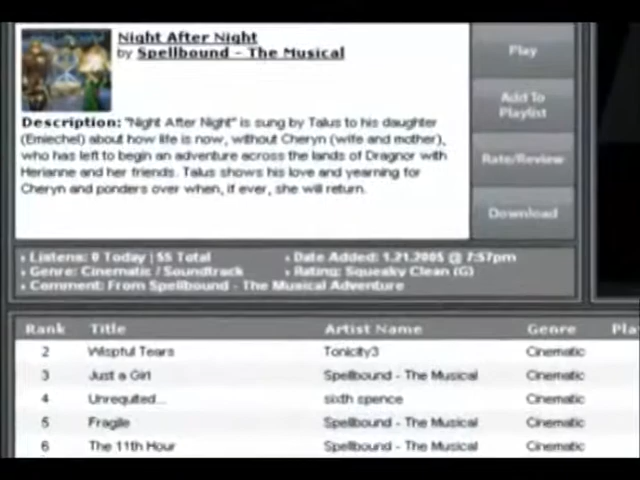 Night After Night
by Spellbound - The Musical
Description: "Night After Night" is sung by Talus to his daughter
(Emiechel) about how life is now, without Cheryn (wife and mother),
who has left to begin an adventure across the lands of Dragnor with
Herianne and her friends. Talus shows his love and yearning for
Cheryn and ponders over when, if ever, she will return.
Play
Add To
Playlist
Rate/Review
Download
Listens: 0 Today | 55 Total
Date Added: 1.21.2005 @ 7:57pm
Genre: Cinematic / Soundtrack
Rating: Squeaky Clean (G)
Comment: From Spellbound - The Musical Adventure
Rank Title Artist Name Genre Pla
2 Wispful Tears Tonicity3 Cinematic
3 Just a Girl Spellbound - The Musical Cinematic
4 Unrequited... sixth spence Cinematic
5 Fragile Spellbound - The Musical Cinematic
6 The 11th Hour Spellbound - The Musical Cinematic